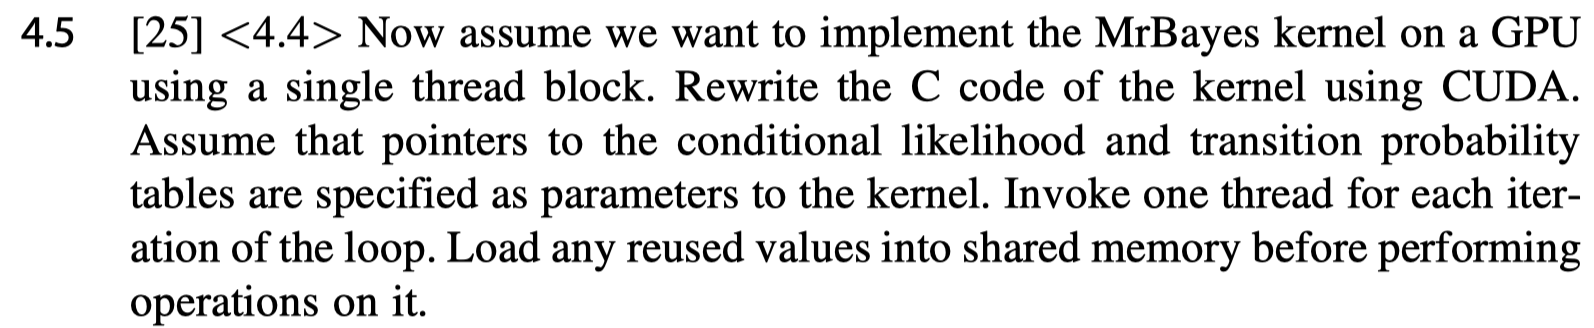 4.5 [25] <4.4> Now assume we want to implement the MrBayes kernel on a GPU
using a single thread block. Rewrite the C code of the kernel using CUDA.
Assume that pointers to the conditional likelihood and transition probability
tables are specified as parameters to the kernel. Invoke one thread for each iter-
ation of the loop. Load any reused values into shared memory before performing
operations on it.